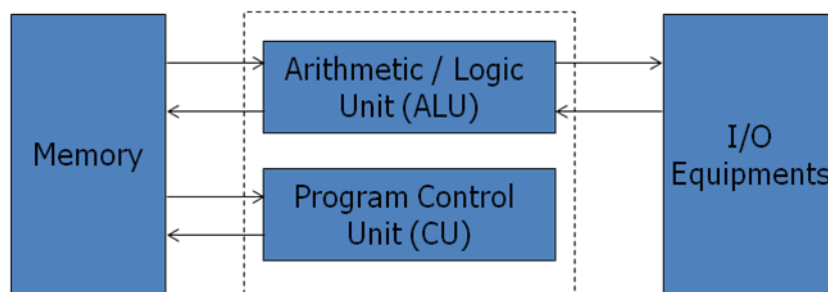 Memory
Arithmetic / Logic
Unit (ALU)
Program Control
Unit (CU)
I/O
Equipments